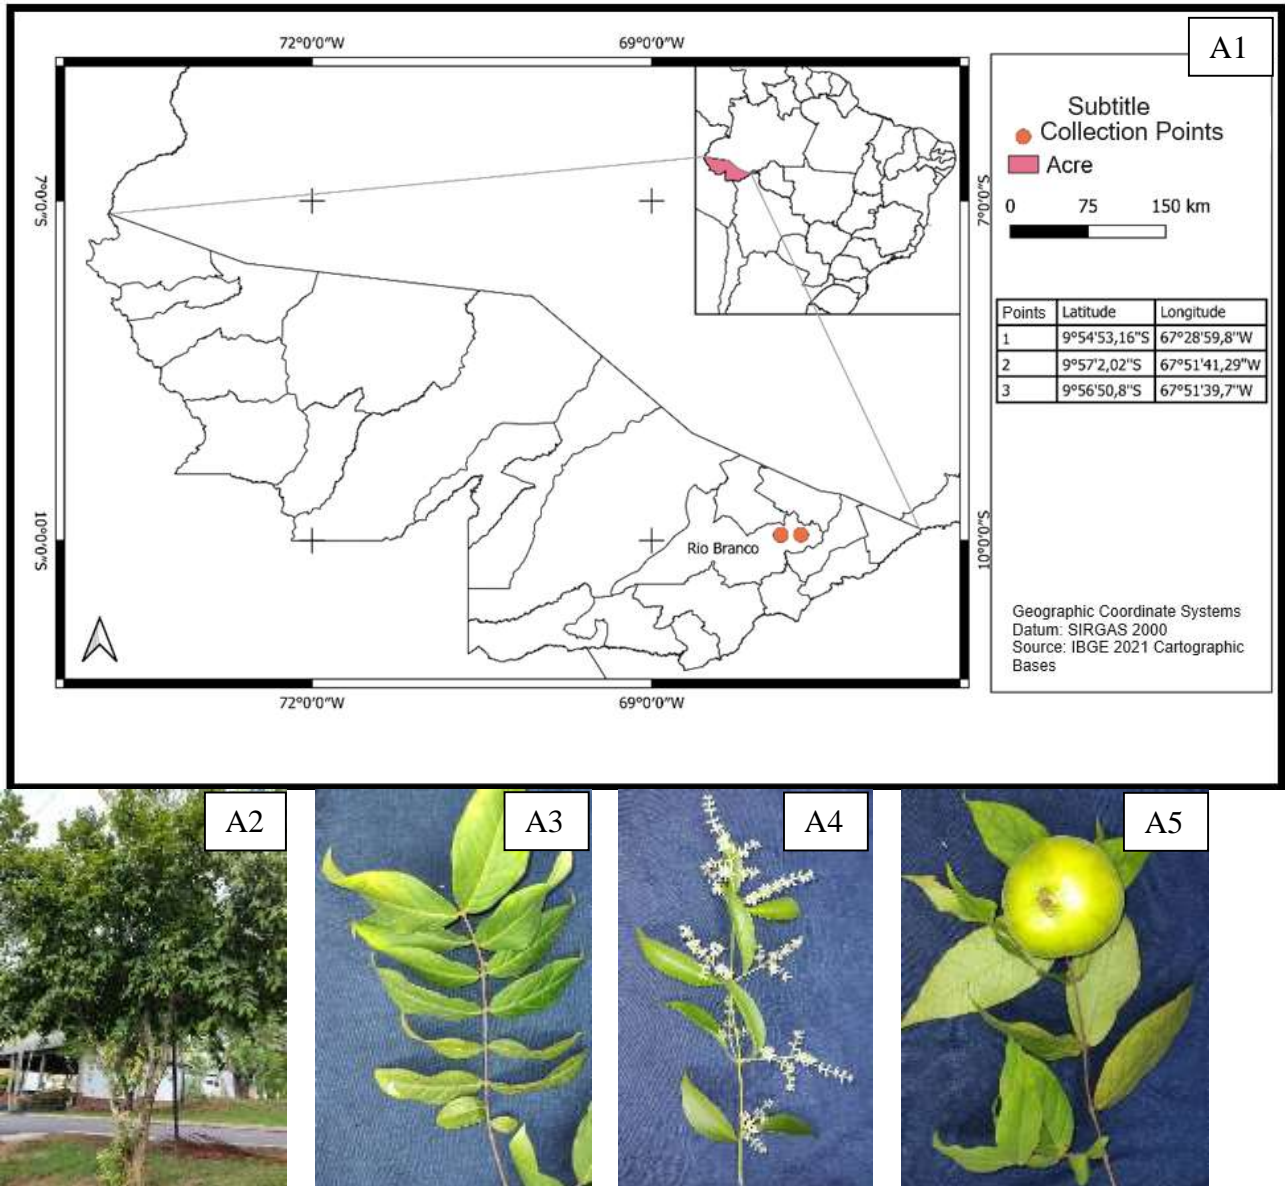 A1
72°0'0"W 69°0'0"W
7°0'0"S
7°0'0"S
10°0'0"S
10°0'0"S
Rio Branco
72°0'0"W 69°0'0"W
Subtitle
Collection Points
Acre
0 75 150 km
Points Latitude Longitude
1 9°54'53,16"S 67°28'59,8"W
2 9°57'2,02"S 67°51'41,29"W
3 9°56'50,8"S 67°51'39,7"W
Geographic Coordinate Systems
Datum: SIRGAS 2000
Source: IBGE 2021 Cartographic
Bases
A2 A3 A4 A5